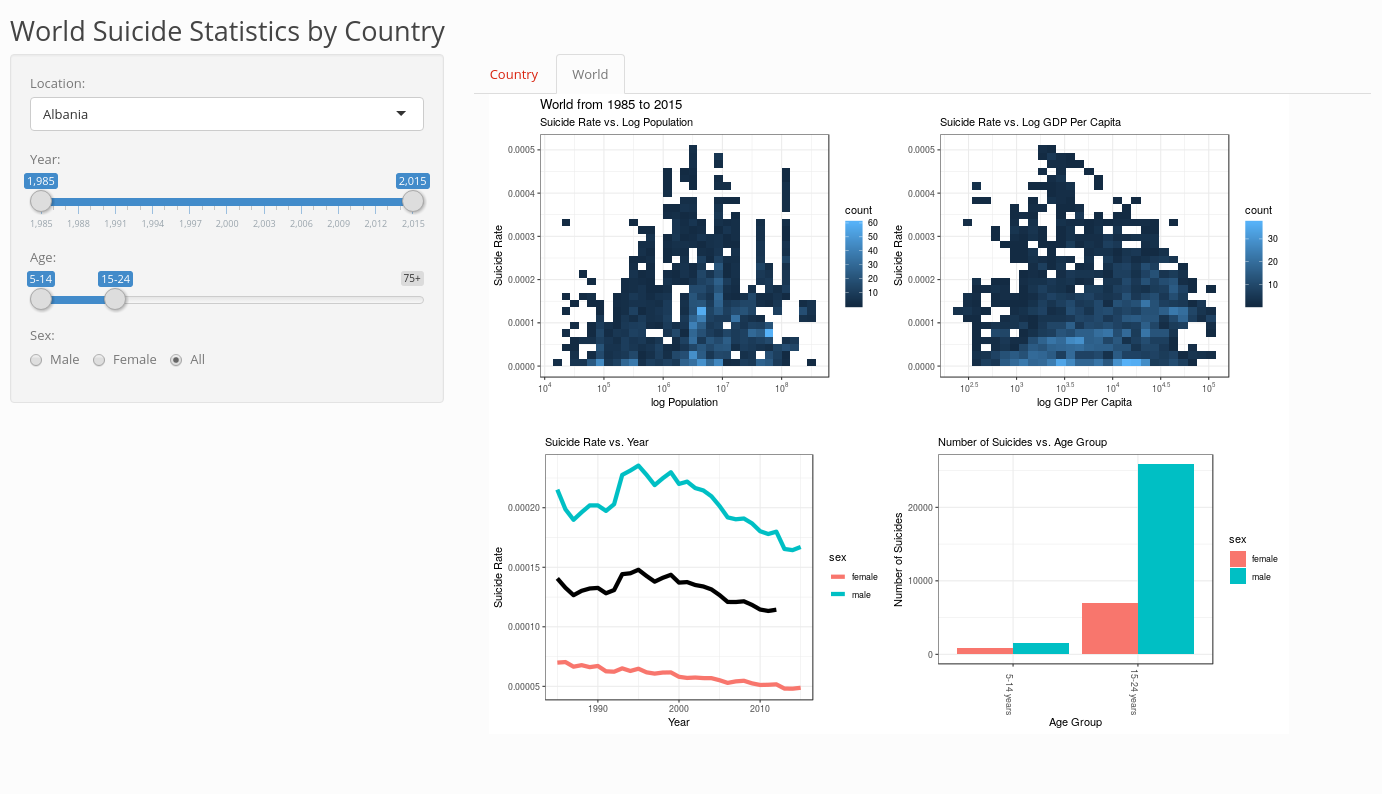 World Suicide Statistics by Country
Location:
Albania
Year:
1,985 2,015
1,985 1,988 1,991 1,994 1,997 2,000 2,003 2,006 2,009 2,012 2,015
Age:
5-14 15-24 75+
Sex:
Male Female All
Country World
World from 1985 to 2015
Suicide Rate vs. Log Population
Suicide Rate
0.0005
0.0004
0.0003
0.0002
0.0001
0.0000
10^4 10^5 10^6 10^7 10^8
log Population
count
60
50
40
30
20
10
Suicide Rate vs. Log GDP Per Capita
Suicide Rate
0.0005
0.0004
0.0003
0.0002
0.0001
0.0000
10^2.5 10^3 10^3.5 10^4 10^4.5 10^5
log GDP Per Capita
count
30
20
10
Suicide Rate vs. Year
Suicide Rate
0.00020
0.00015
0.00010
0.00005
1990 2000 2010
Year
sex
female
male
Number of Suicides vs. Age Group
Number of Suicides
20000
10000
0
5-14 years
15-24 years
Age Group
sex
female
male